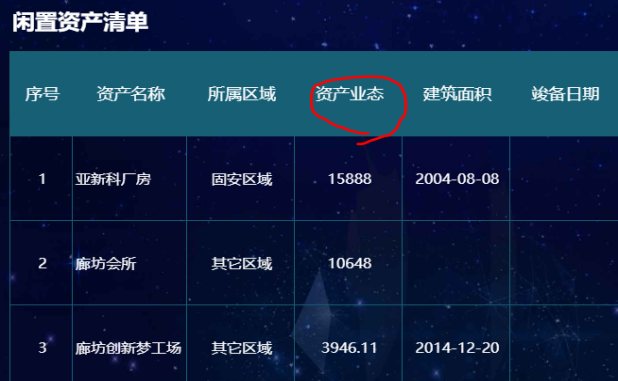 闲置资产清单
序号 资产名称 所属区域 资产业态 建筑面积 竣备日期
1 亚新科厂房 固安区域 15888 2004-08-08
2 廊坊会所 其它区域 10648
3 廊坊创新梦工场 其它区域 3946.11 2014-12-20